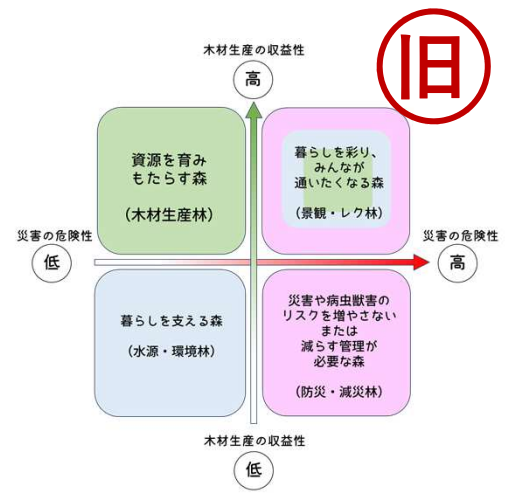 旧
木材生産の収益性
高
資源を育み
もたらす森
（木材生産林）
暮らしを彩り、
みんなが
通いたくなる森
（景観・レク林）
災害の危険性
低
災害の危険性
高
暮らしを支える森
（水源・環境林）
災害や病虫獣害の
リスクを増やさない
または
減らす管理が
必要な森
（防災・減災林）
木材生産の収益性
低